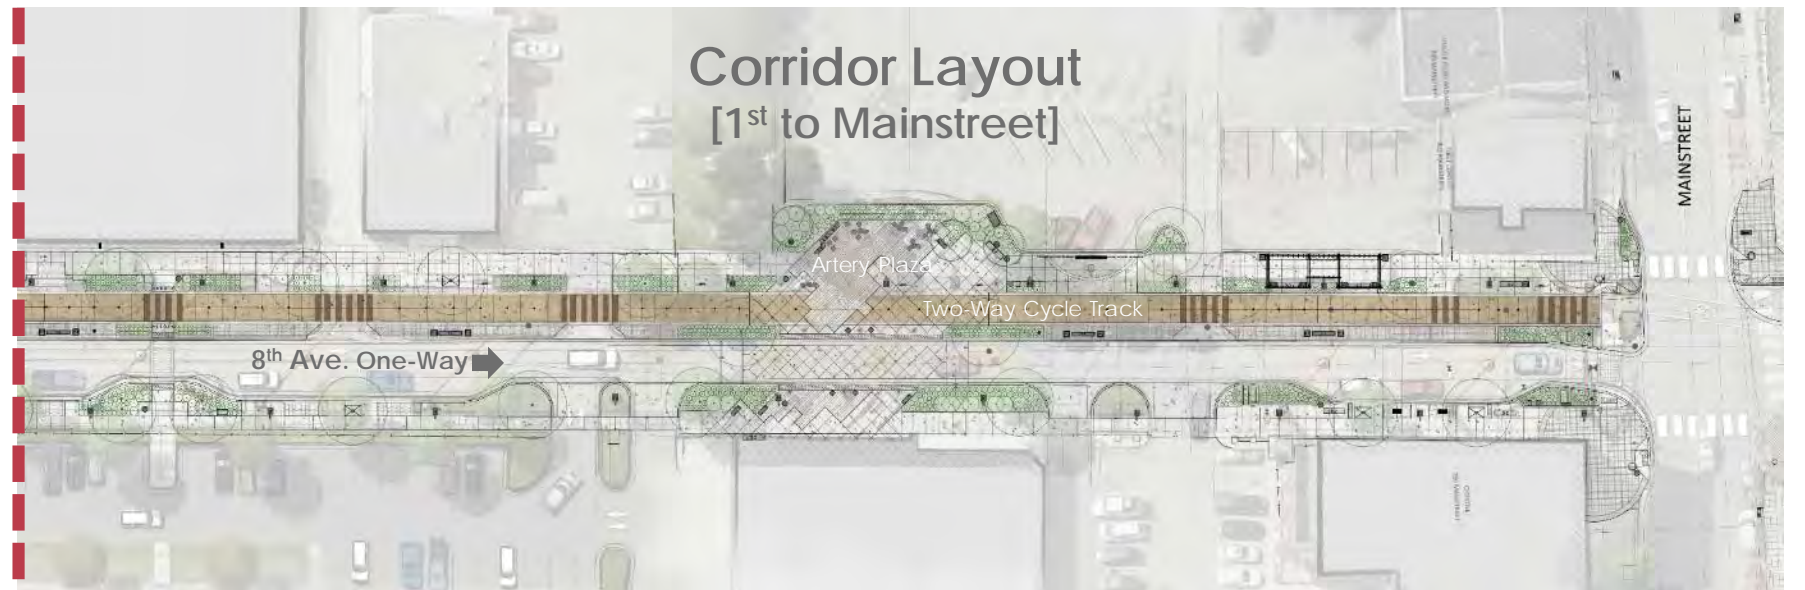 Corridor Layout
[1st to Mainstreet]
MAINSTREET
Artery Plaza
Two-Way Cycle Track
8th Ave. One-Way